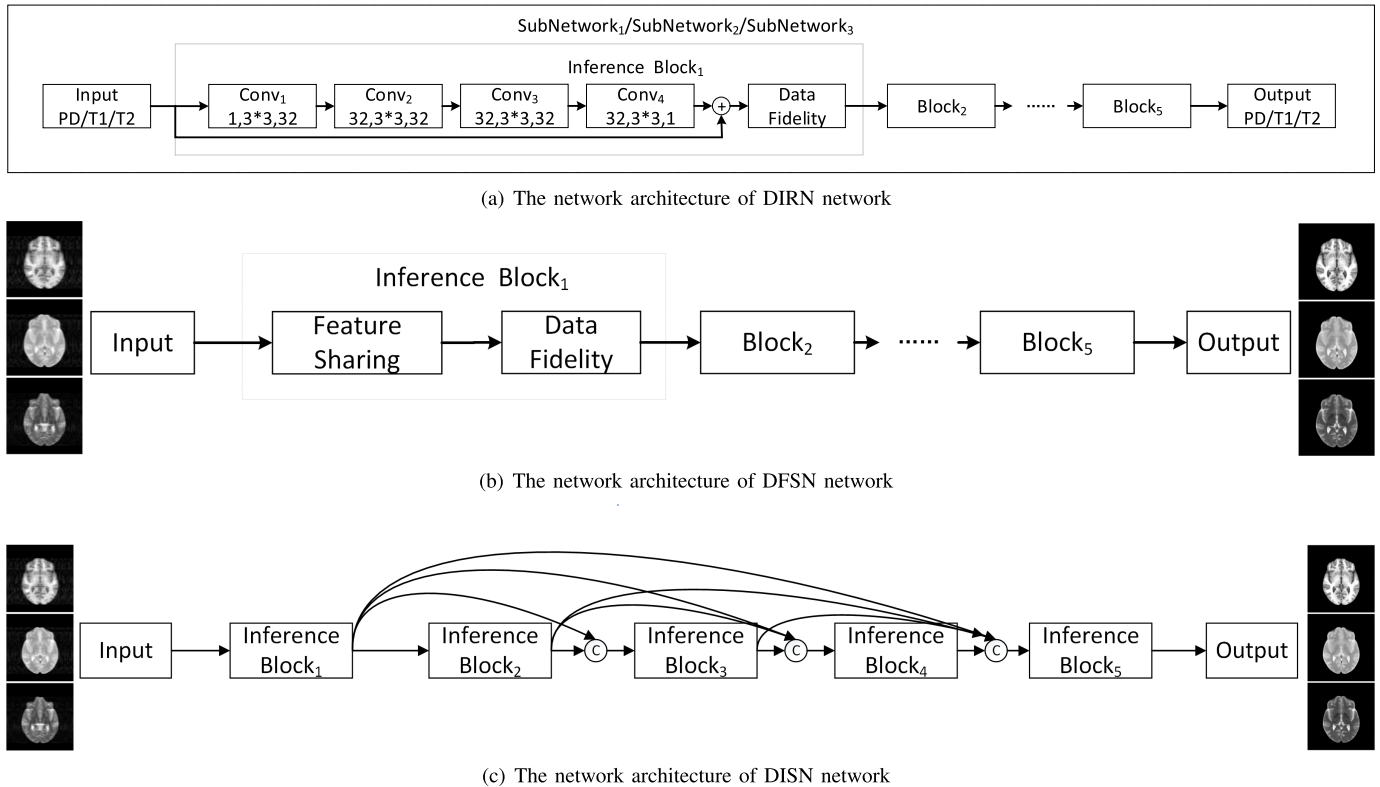 SubNetwork₁/SubNetwork₂/SubNetwork₃
Inference Block₁
Input
PD/T1/T2
Conv₁
1,3*3,32
Conv₂
32,3*3,32
Conv₃
32,3*3,32
Conv₄
32,3*3,1
+
Data
Fidelity
Block₂
......
Block₅
Output
PD/T1/T2
(a) The network architecture of DIRN network
Inference Block₁
Input
Feature
Sharing
Data
Fidelity
Block₂
......
Block₅
Output
(b) The network architecture of DFSN network
Input
Inference
Block₁
Inference
Block₂
C
Inference
Block₃
C
Inference
Block₄
C
Inference
Block₅
Output
(c) The network architecture of DISN network